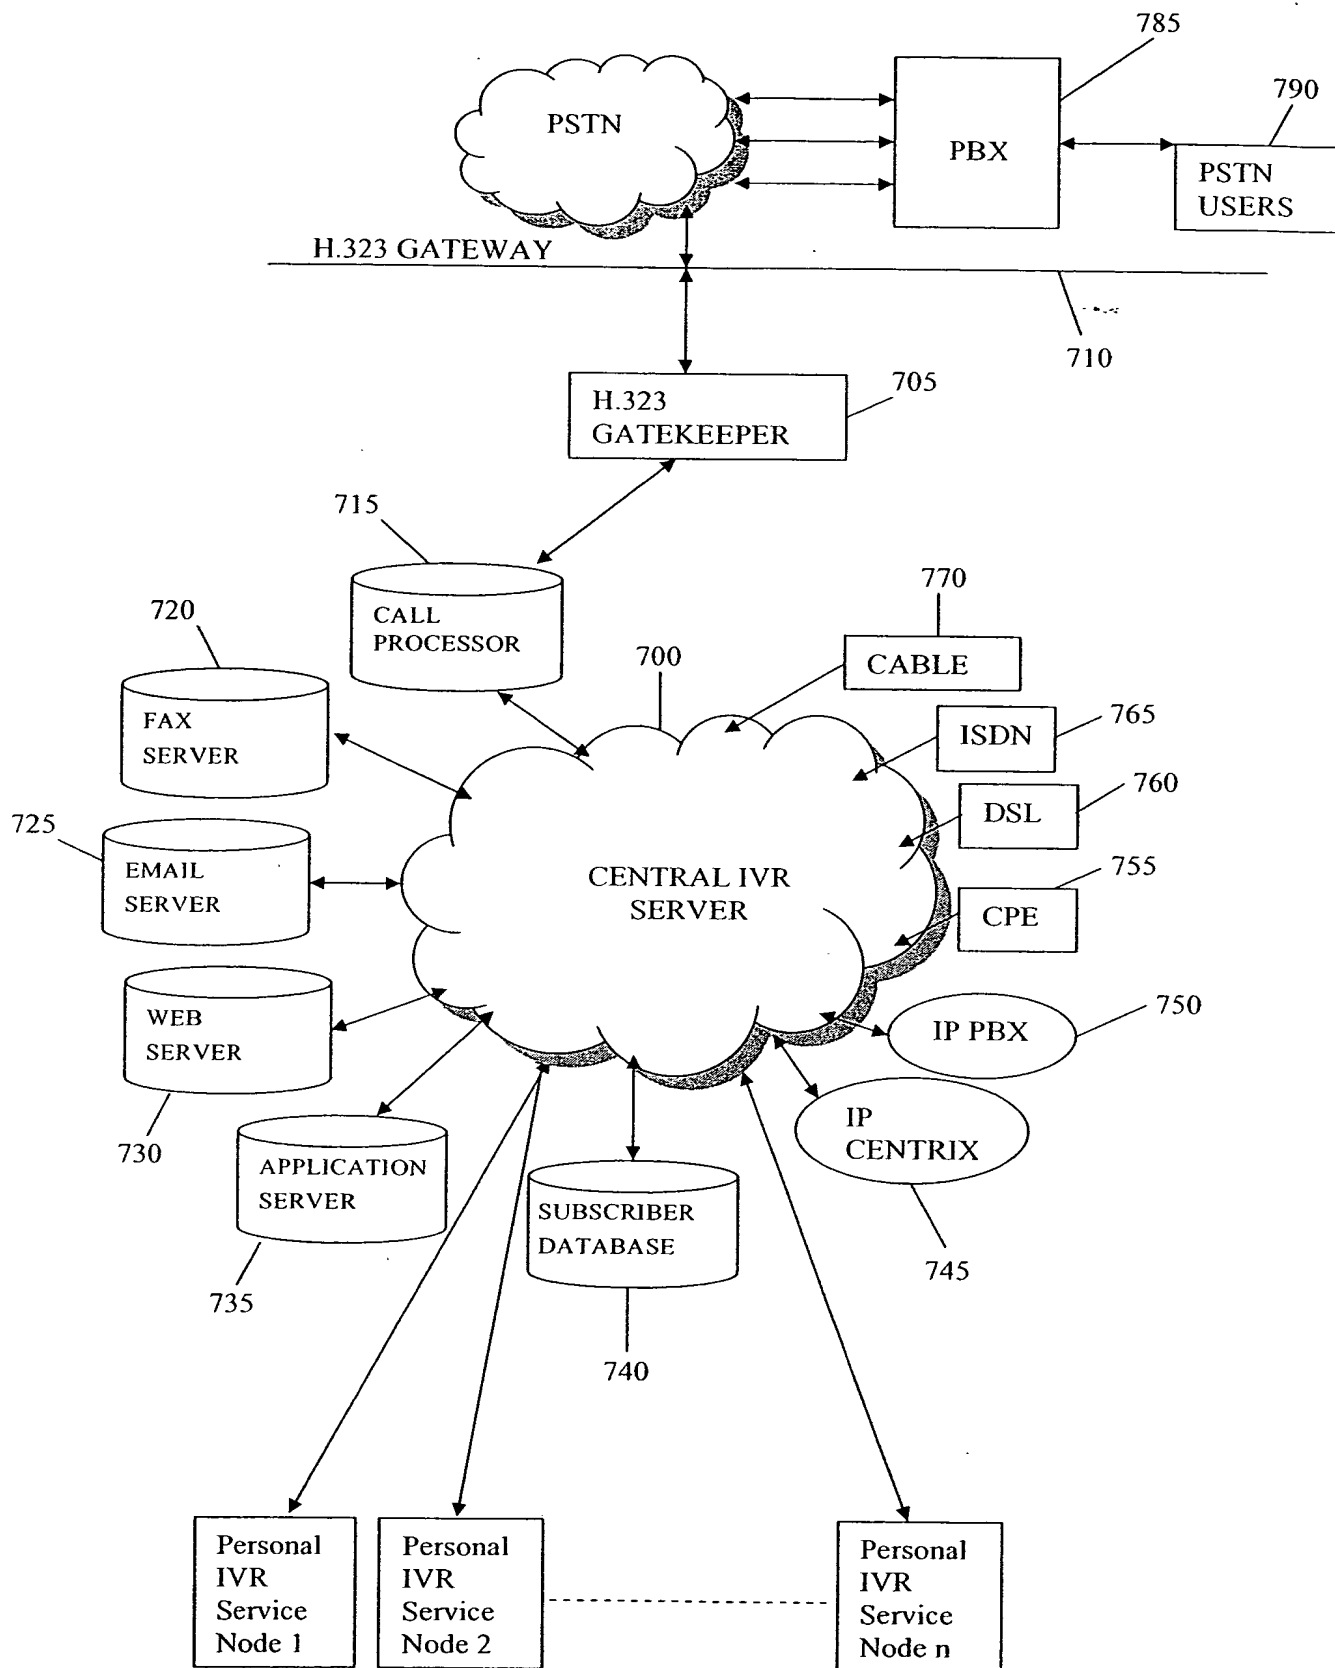 785
790
PSTN
PBX
PSTN
USERS
H.323 GATEWAY
710
705
H.323
GATEKEEPER
715
770
720
CALL
PROCESSOR
700
CABLE
765
FAX
SERVER
ISDN
760
725
DSL
EMAIL
SERVER
CENTRAL IVR
SERVER
755
CPE
WEB
SERVER
750
IP PBX
730
IP
CENTRIX
APPLICATION
SERVER
SUBSCRIBER
DATABASE
745
735
740
Personal
IVR
Service
Node 1
Personal
IVR
Service
Node 2
Personal
IVR
Service
Node n